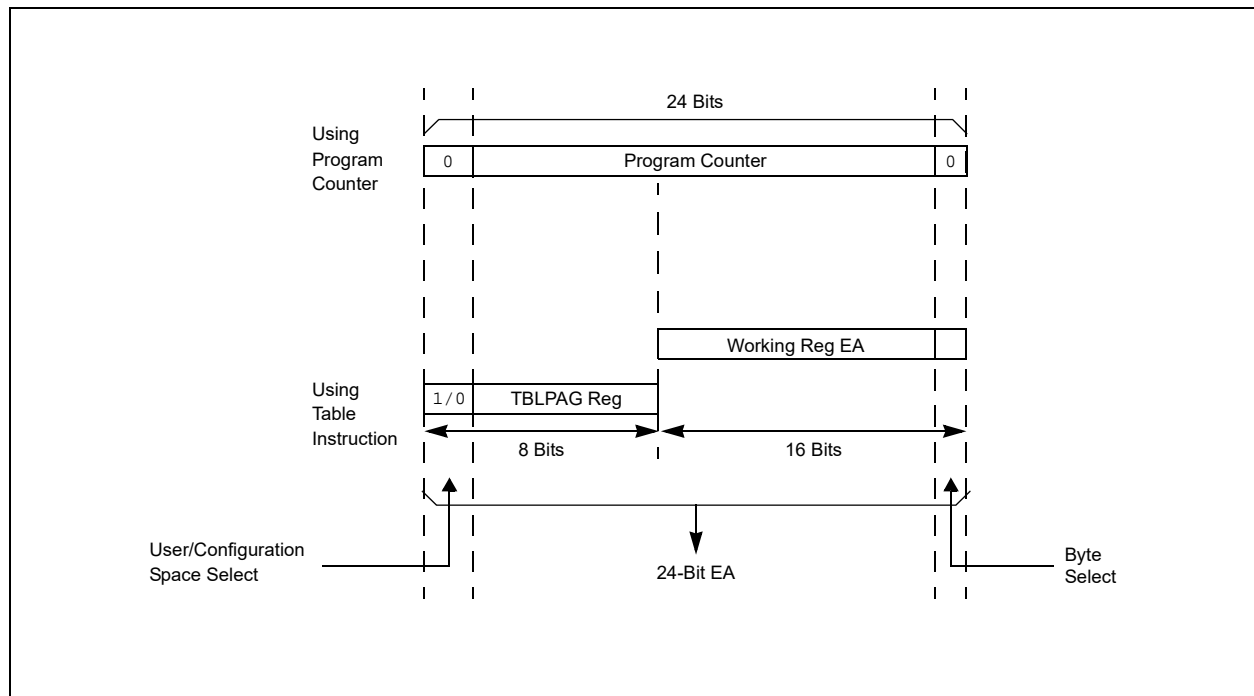 24 Bits
Using
Program
Counter
0
Program Counter
0
Working Reg EA
Using
Table
Instruction
1/0
TBLPAG Reg
8 Bits
16 Bits
User/Configuration
Space Select
24-Bit EA
Byte
Select